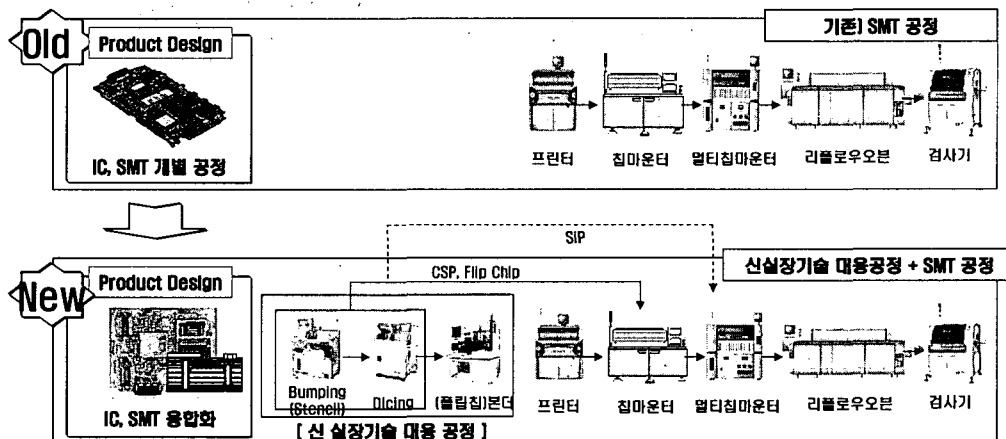 Old
Product Design
IC, SMT 개별 공정
기존] SMT 공정
프린터
칩마운터
멀티칩마운터
리플로우오븐
검사기
SIP
CSP, Flip Chip
New
Product Design
IC, SMT 융합화
신실장기술 대응공정 + SMT 공정
Bumping
(Stencil)
Dicing
(플립칩)본더
[ 신 실장기술 대응 공정 ]
프린터
칩마운터
멀티칩마운터
리플로우오븐
검사기